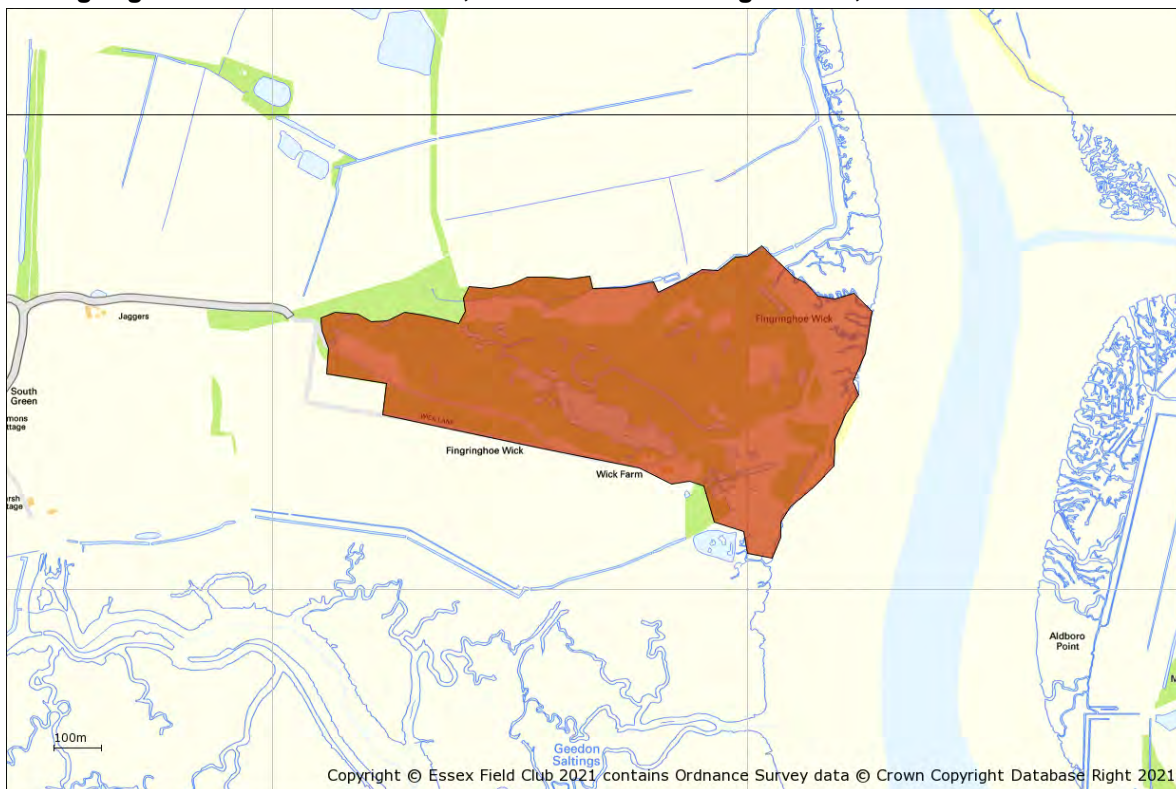 Jaggers
Fingringhoe Wick
South
Green
WICK LANE
Fingringhoe Wick
Wick Farm
Aldboro
Point
100m
Geedon
Saltings
Copyright © Essex Field Club 2021 contains Ordnance Survey data © Crown Copyright Database Right 2021